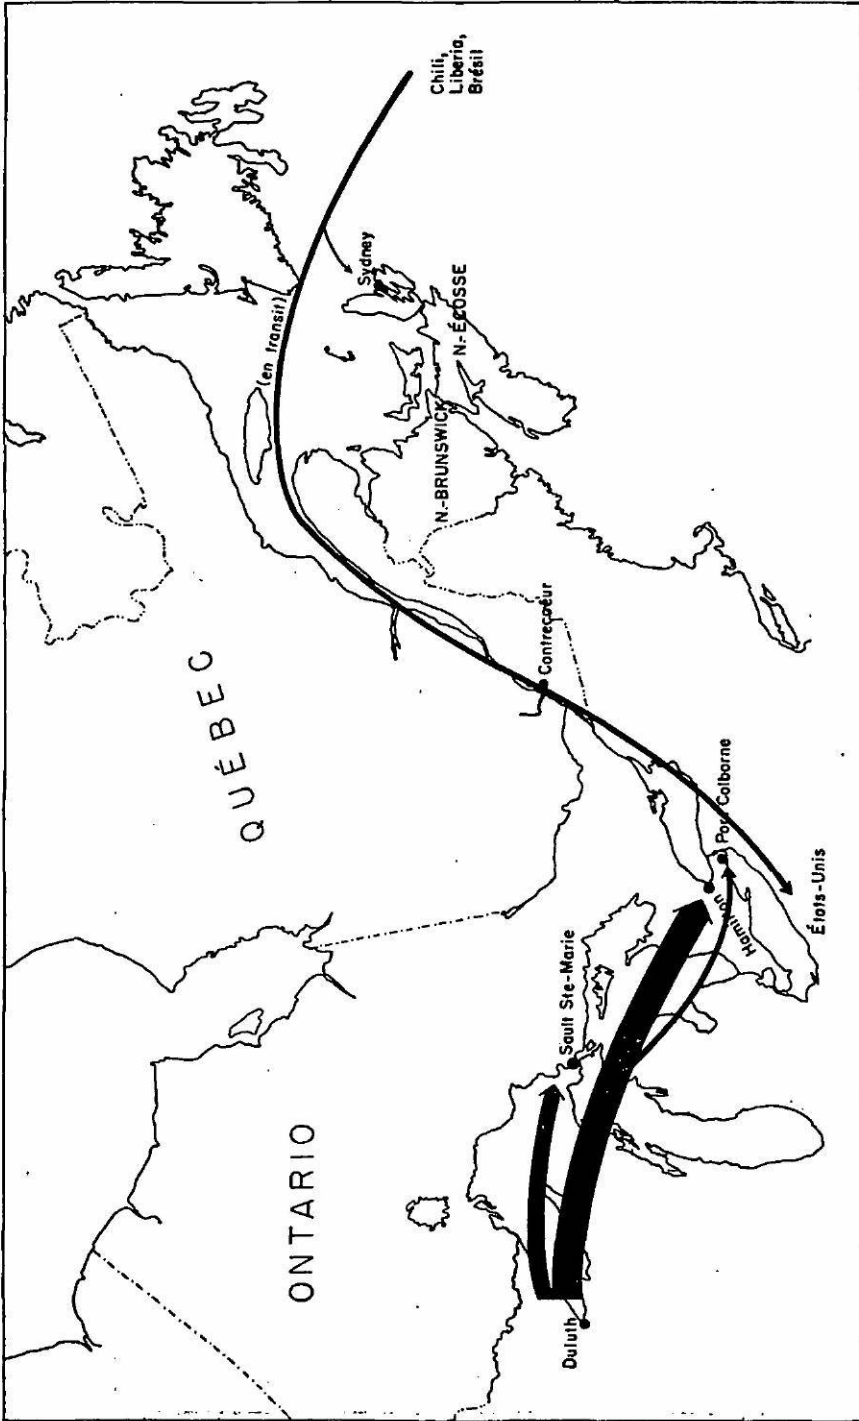 QUÉBEC
ONTARIO
Chili,
Liberia,
Brésil
(en transit)
Sydney
N.-ÉCOSSE
N.-BRUNSWICK
Contrecoeur
Port Colborne
Hamilton
États-Unis
Sault Ste-Marie
Duluth